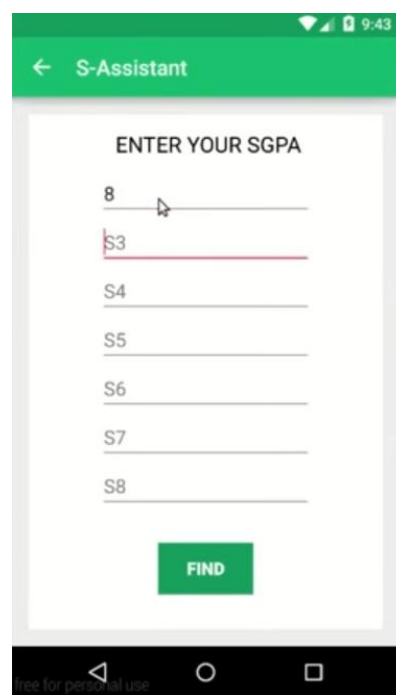 9:43
S-Assistant
ENTER YOUR SGPA
8
S3
S4
S5
S6
S7
S8
FIND
free for personal use